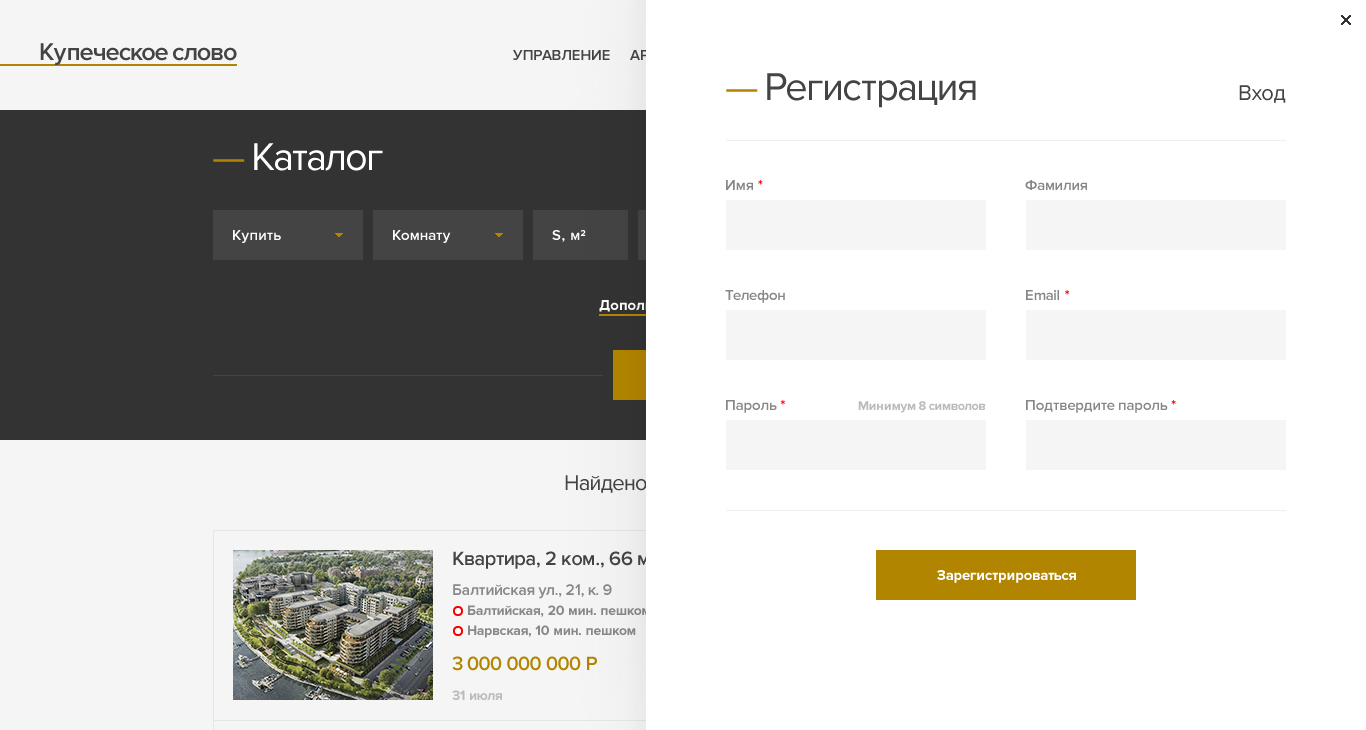 Купеческое слово
УПРАВЛЕНИЕ
Каталог
Купить
Комнату
S, м²
Найдено
Квартира, 2 ком., 66 м
Балтийская ул., 21, к. 9
Балтийская, 20 мин. пешком
Нарвская, 10 мин. пешком
3 000 000 000 Р
31 июля
Регистрация
Вход
Имя *
Фамилия
Телефон
Email *
Пароль *
Минимум 8 символов
Подтвердите пароль *
Зарегистрироваться